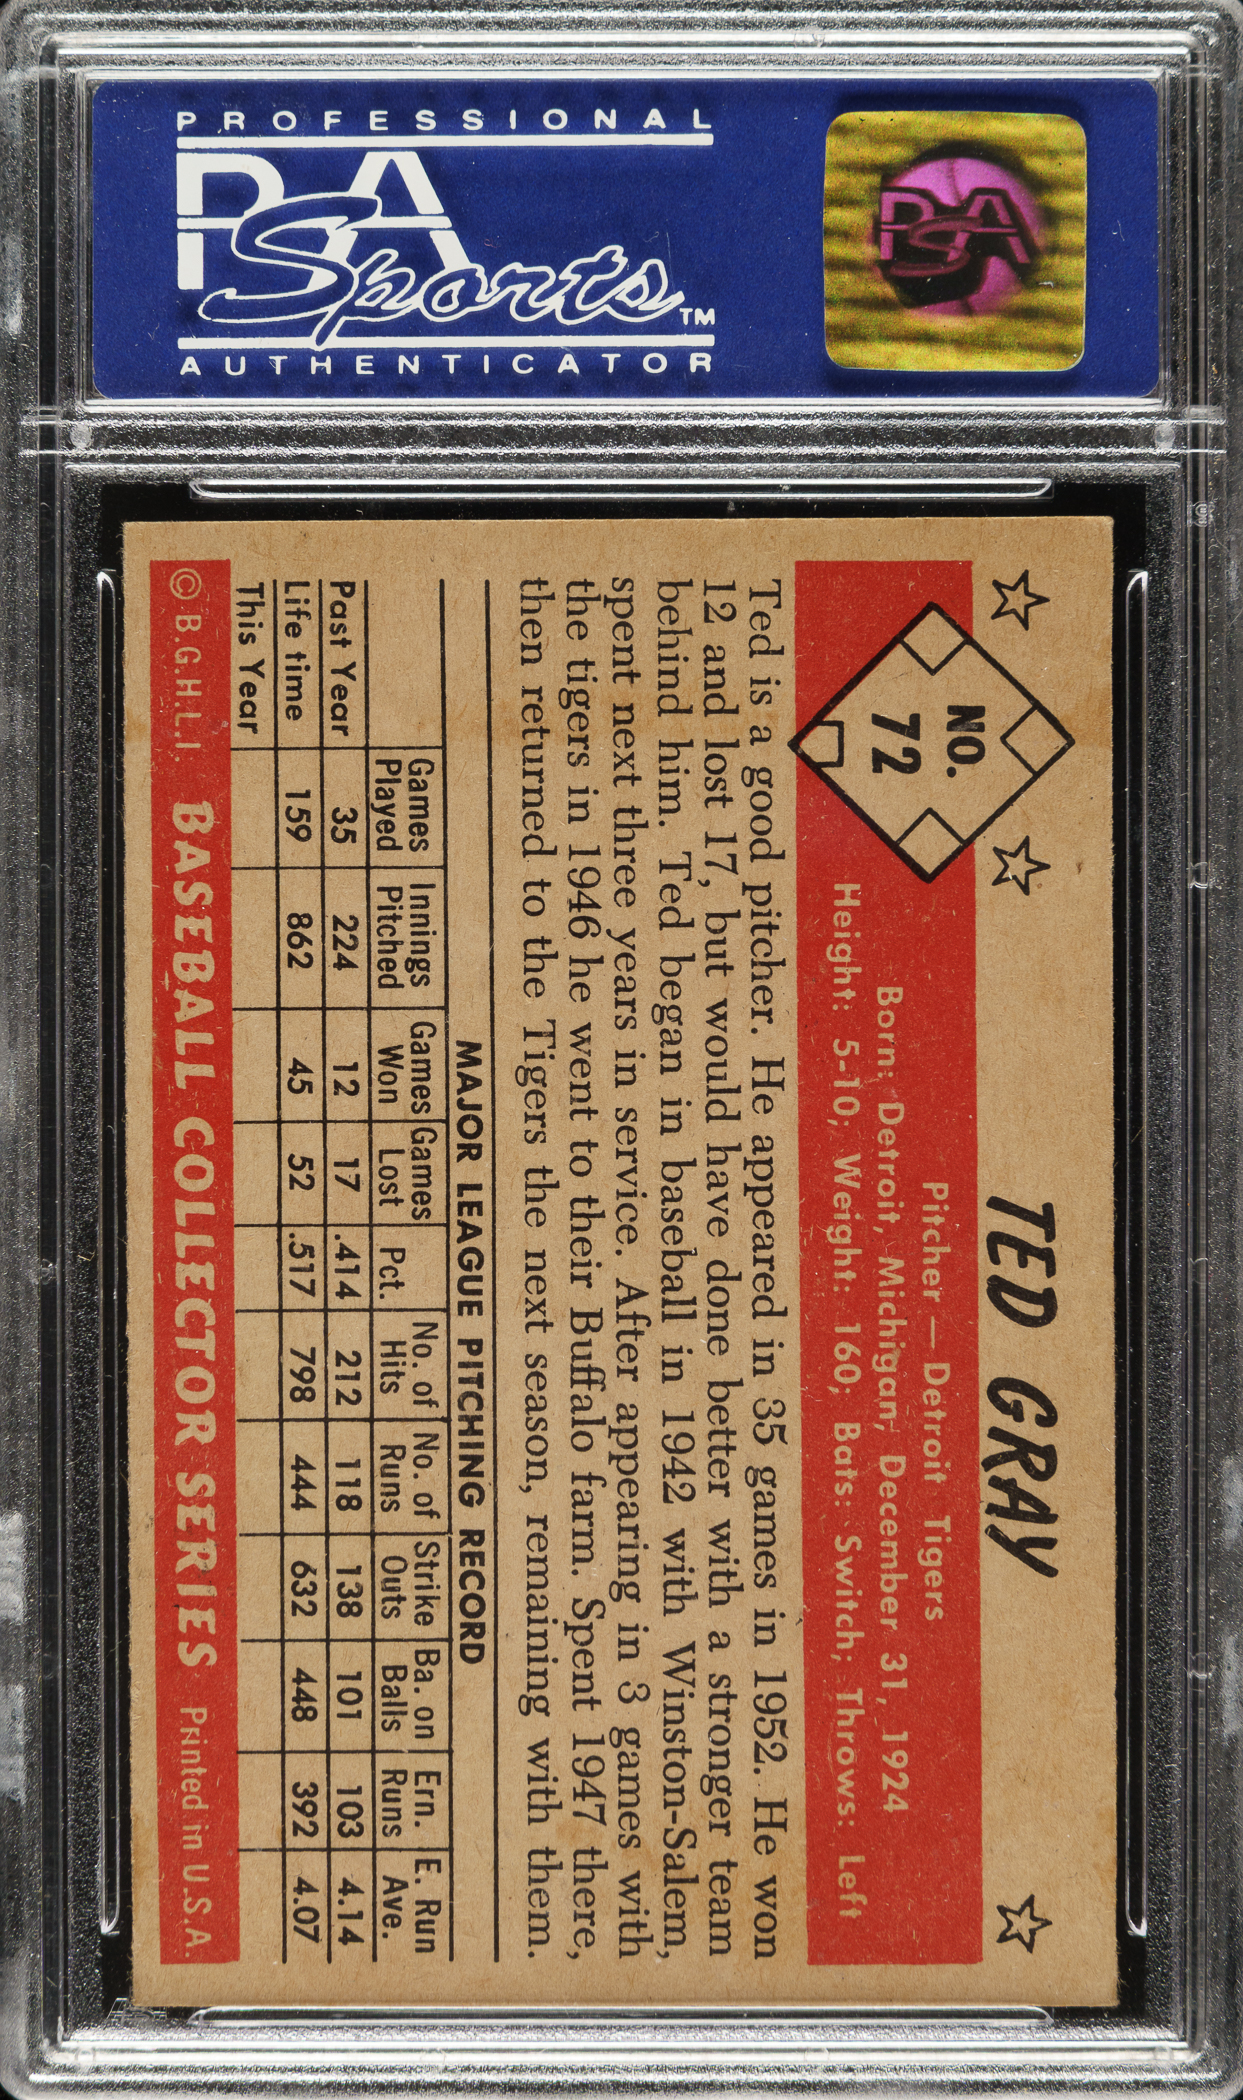 PROFESSIONAL
PSA
Sports™
AUTHENTICATOR
PSA
TED GRAY
NO.
72
Pitcher — Detroit Tigers
Born: Detroit, Michigan, December 31, 1924
Height: 5-10; Weight: 160; Bats: Switch; Throws: Left
Ted is a good pitcher. He appeared in 35 games in 1952. He won
12 and lost 17, but would have done better with a stronger team
behind him. Ted began in baseball in 1942 with Winston-Salem,
spent next three years in service. After appearing in 3 games with
the tigers in 1946 he went to their Buffalo farm. Spent 1947 there,
then returned to the Tigers the next season, remaining with them.
MAJOR LEAGUE PITCHING RECORD
Games Played Innings Pitched Games Won Games Lost Pct. No. of Hits No. of Runs Strike Outs Ba. on Balls Ern. Runs E. Run Ave.
Past Year 35 224 12 17 .414 212 118 138 101 103 4.14
Life time 159 862 45 52 .517 798 444 632 448 392 4.07
This Year
© B.G.H.L.I. BASEBALL COLLECTOR SERIES Printed in U.S.A.